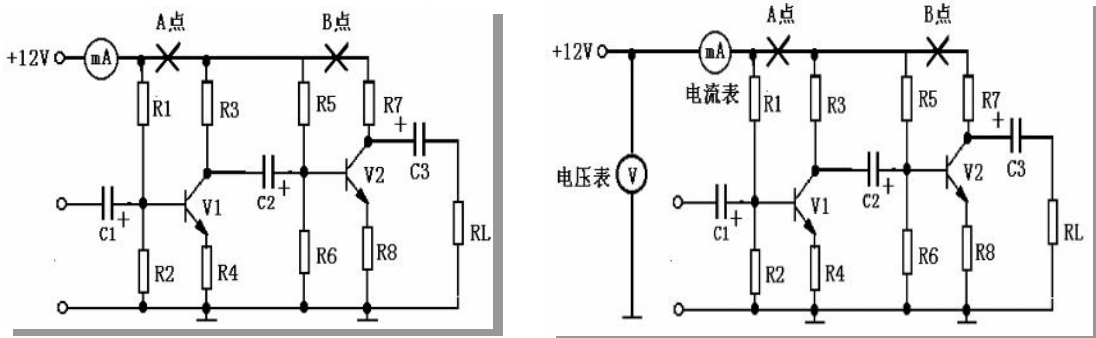 A点 B点
+12V mA
R1 R3 R5 R7
+
C3
C2 + V2
C1 + V1
RL
R2 R4 R6 R8
A点 B点
+12V mA
电流表
R1 R3 R5 R7
+
C3
电压表 V
C2 + V2
C1 + V1
RL
R2 R4 R6 R8